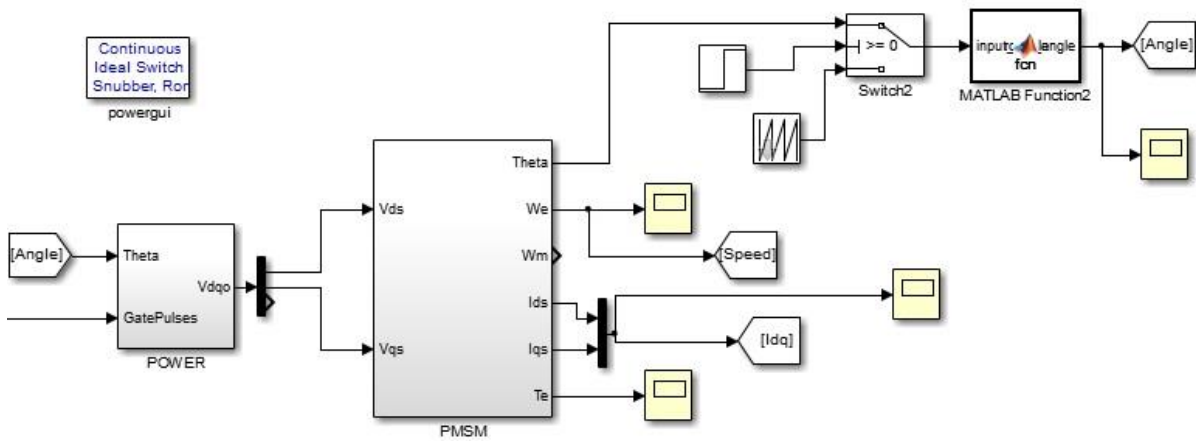 Continuous
Ideal Switch
Snubber, Ron
powergui
>= 0
Switch2
fcn
MATLAB Function2
[Angle]
[Angle]
Theta
GatePulses
Vdqo
POWER
Vds
Vqs
Theta
We
Wm
Ids
Iqs
Te
PMSM
[Speed]
[Idq]